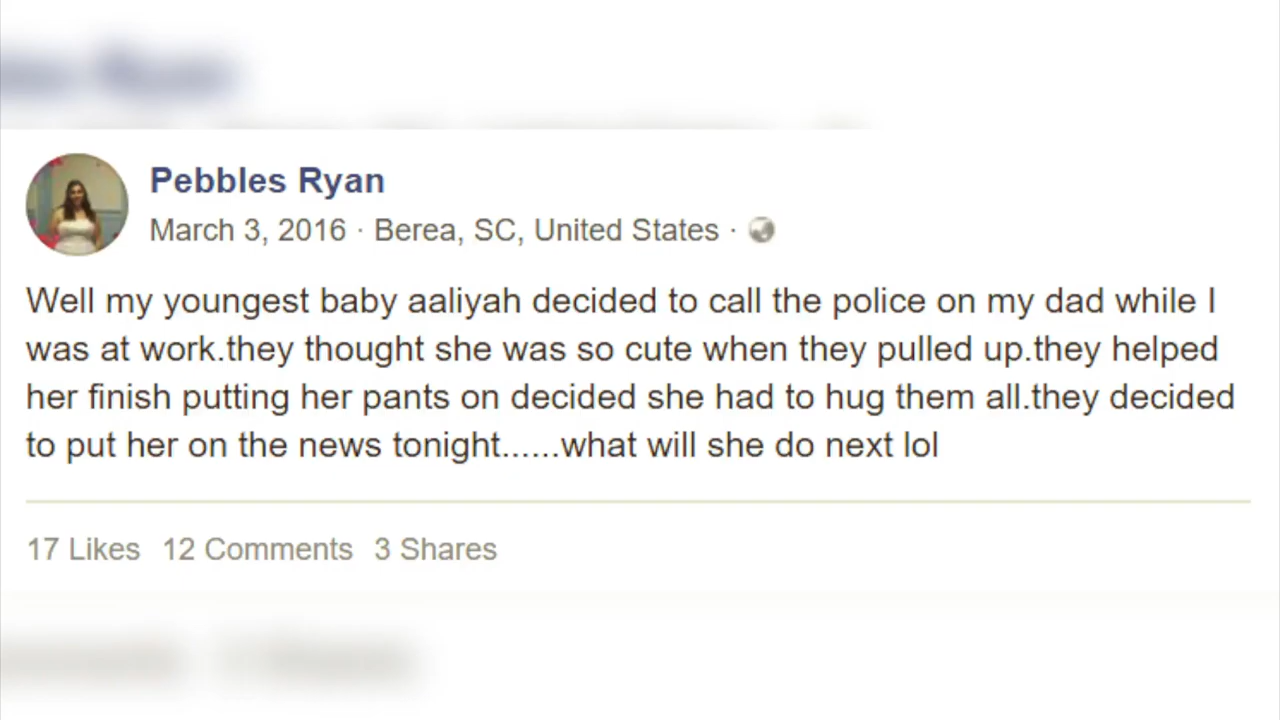 Pebbles Ryan
March 3, 2016 · Berea, SC, United States ·
Well my youngest baby aaliyah decided to call the police on my dad while I
was at work.they thought she was so cute when they pulled up.they helped
her finish putting her pants on decided she had to hug them all.they decided
to put her on the news tonight......what will she do next lol
17 Likes 12 Comments 3 Shares